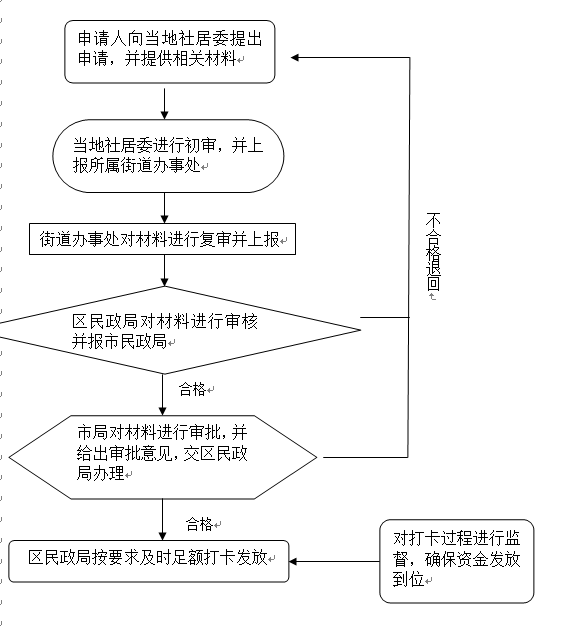 申请人向当地社居委提出
申请，并提供相关材料
当地社居委进行初审，并上
报所属街道办事处
街道办事处对材料进行复审并上报
不合格退回
区民政局对材料进行审核
并报市民政局
合格
市局对材料进行审批，并
给出审批意见，交区民政
局办理
合格
区民政局按要求及时足额打卡发放
对打卡过程进行监
督，确保资金发放
到位